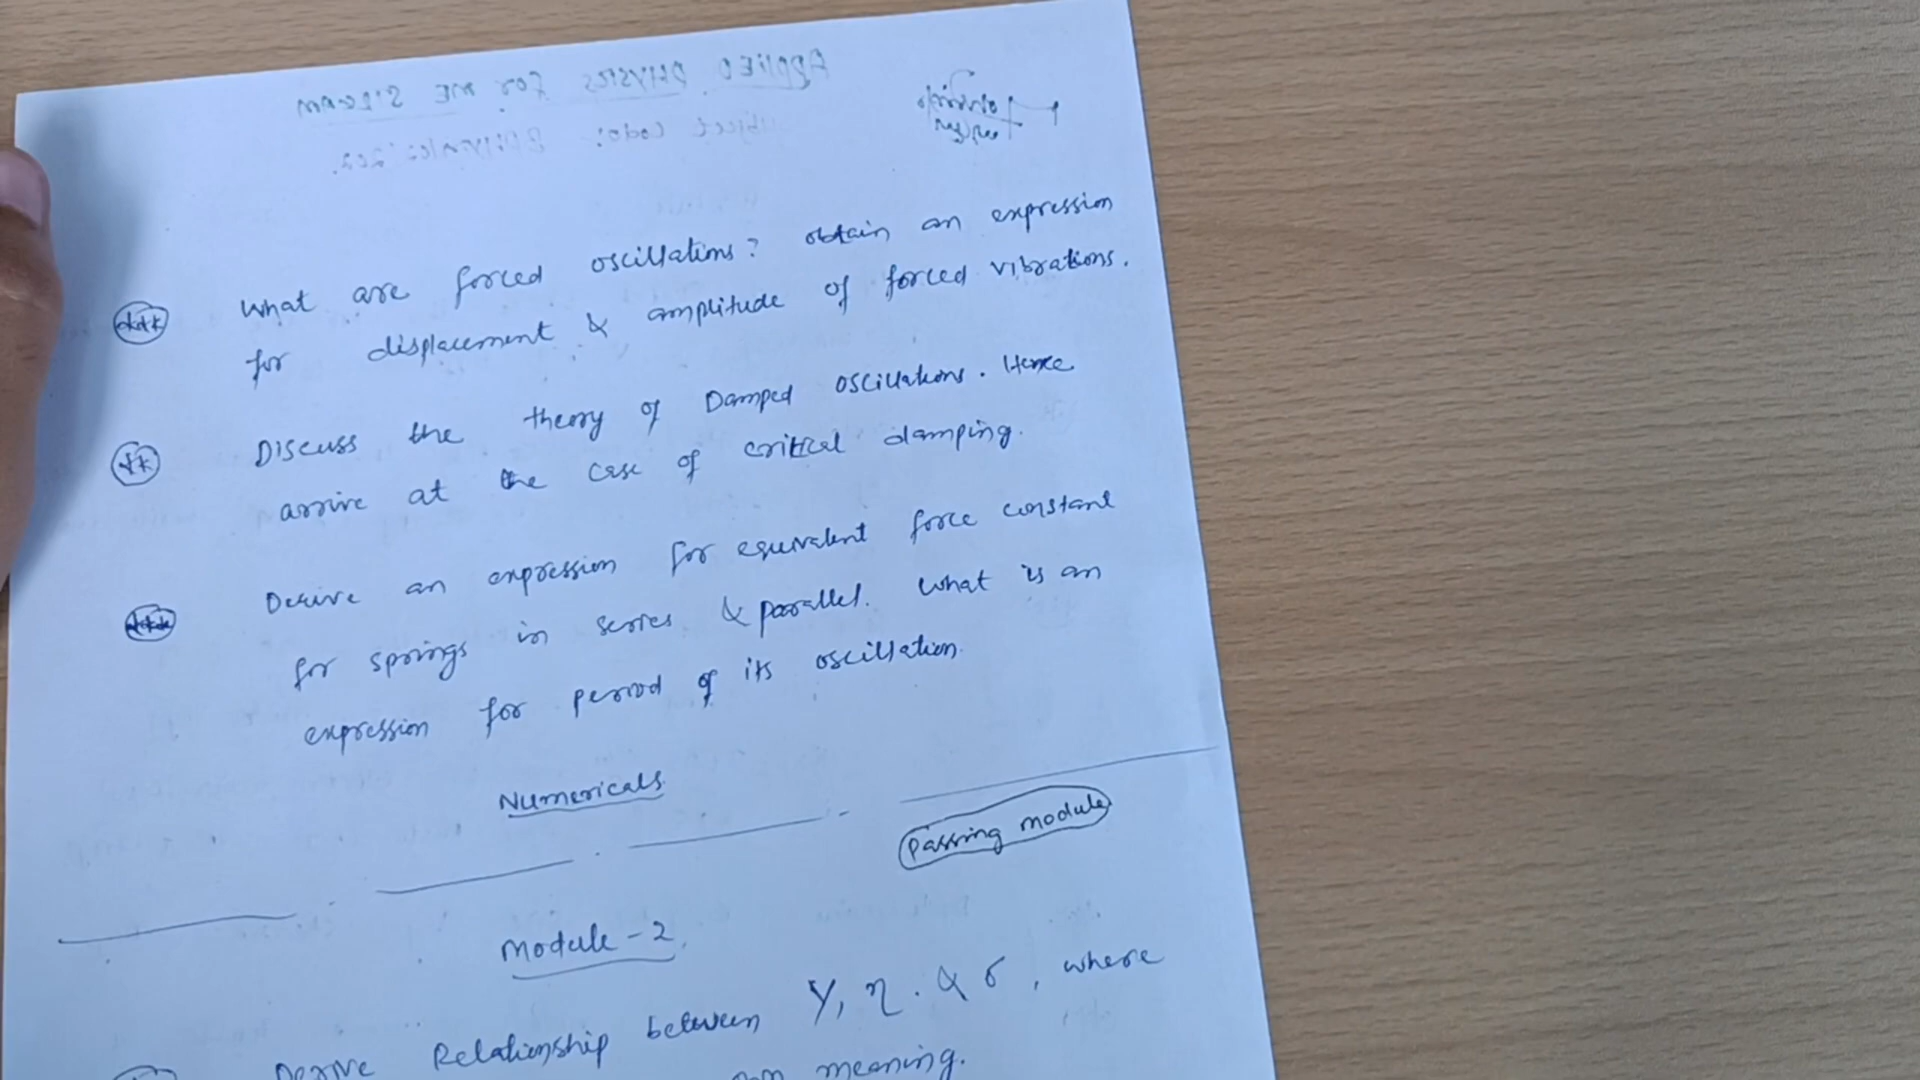 What are forced oscillations? obtain an expression
for displacement & amplitude of forced vibrations.
Discuss the theory of Damped oscillations. Hence
arrive at the case of critical damping.
Derive an expression for equivalent force constant
for springs in series & parallel. What is an
expression for period of its oscillation.
Numericals
Passing module
Module - 2
Derive Relationship between Y, η. & σ, where
meaning.